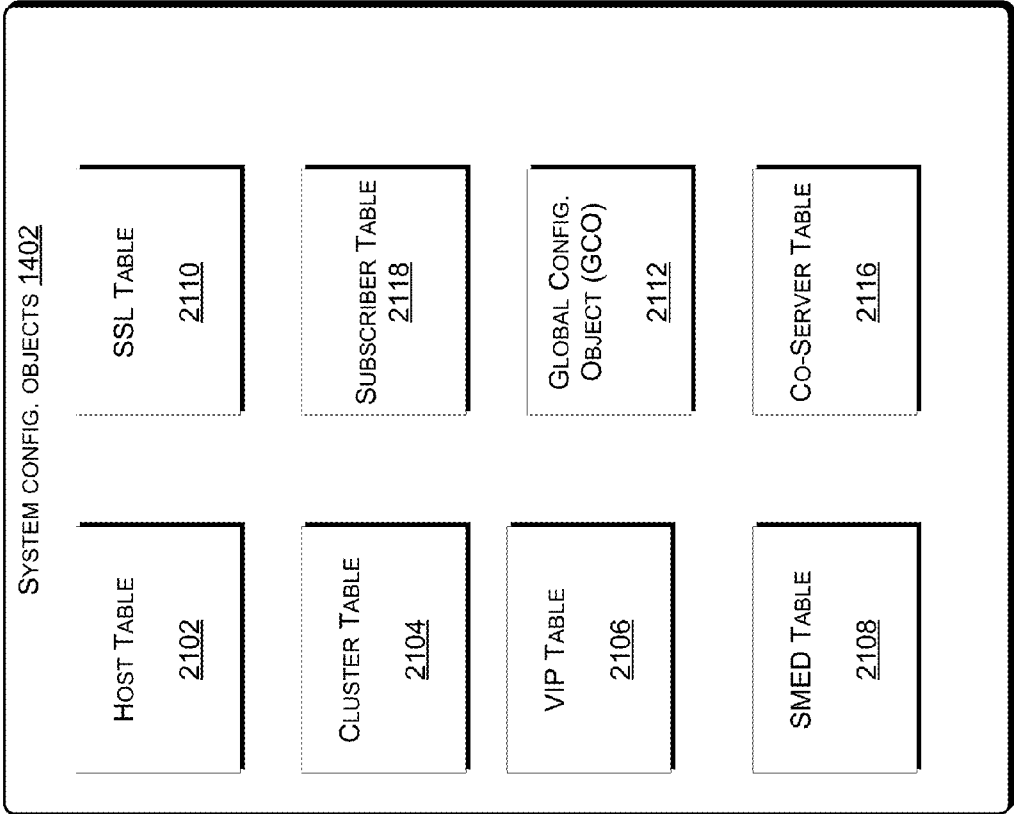 SYSTEM CONFIG. OBJECTS 1402
HOST TABLE
2102
SSL TABLE
2110
CLUSTER TABLE
2104
SUBSCRIBER TABLE
2118
VIP TABLE
2106
GLOBAL CONFIG.
OBJECT (GCO)
2112
SMED TABLE
2108
CO-SERVER TABLE
2116